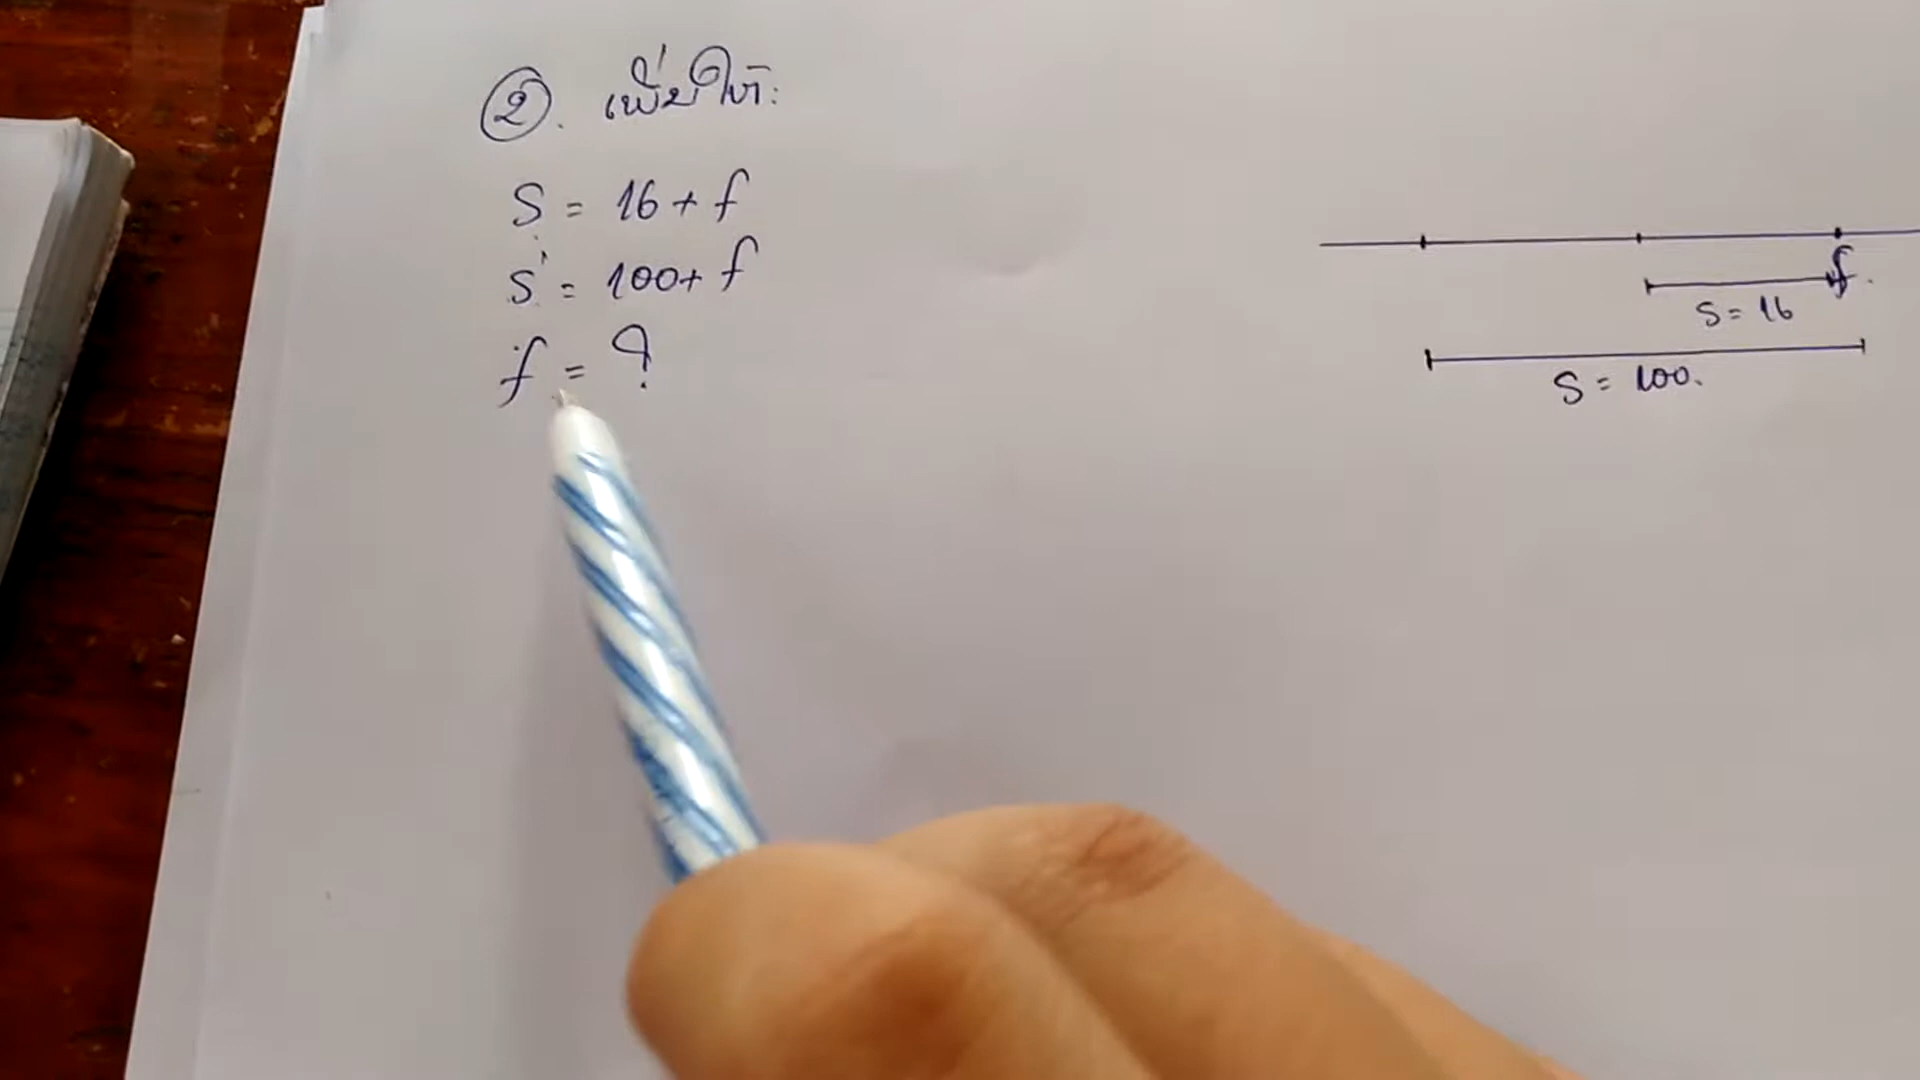 ②. ເພິ່ນໃຫ້:
S = 16 + f
S' = 100 + f
f = ?
f.
S = 16
S = 100.